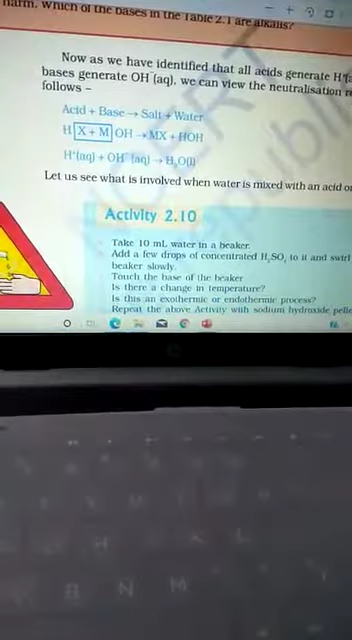 harm. Which of the bases in the Table 2.1 are alkalis?
Now as we have identified that all acids generate H⁺(a
bases generate OH⁻(aq), we can view the neutralisation re
follows –
Acid + Base → Salt + Water
H X + M OH → MX + HOH
H⁺(aq) + OH⁻(aq) → H₂O(l)
Let us see what is involved when water is mixed with an acid or
Activity 2.10
Take 10 mL water in a beaker.
Add a few drops of concentrated H₂SO₄ to it and swirl
beaker slowly.
Touch the base of the beaker
Is there a change in temperature?
Is this an exothermic or endothermic process?
Repeat the above Activity with sodium hydroxide pelle
H L
B N M